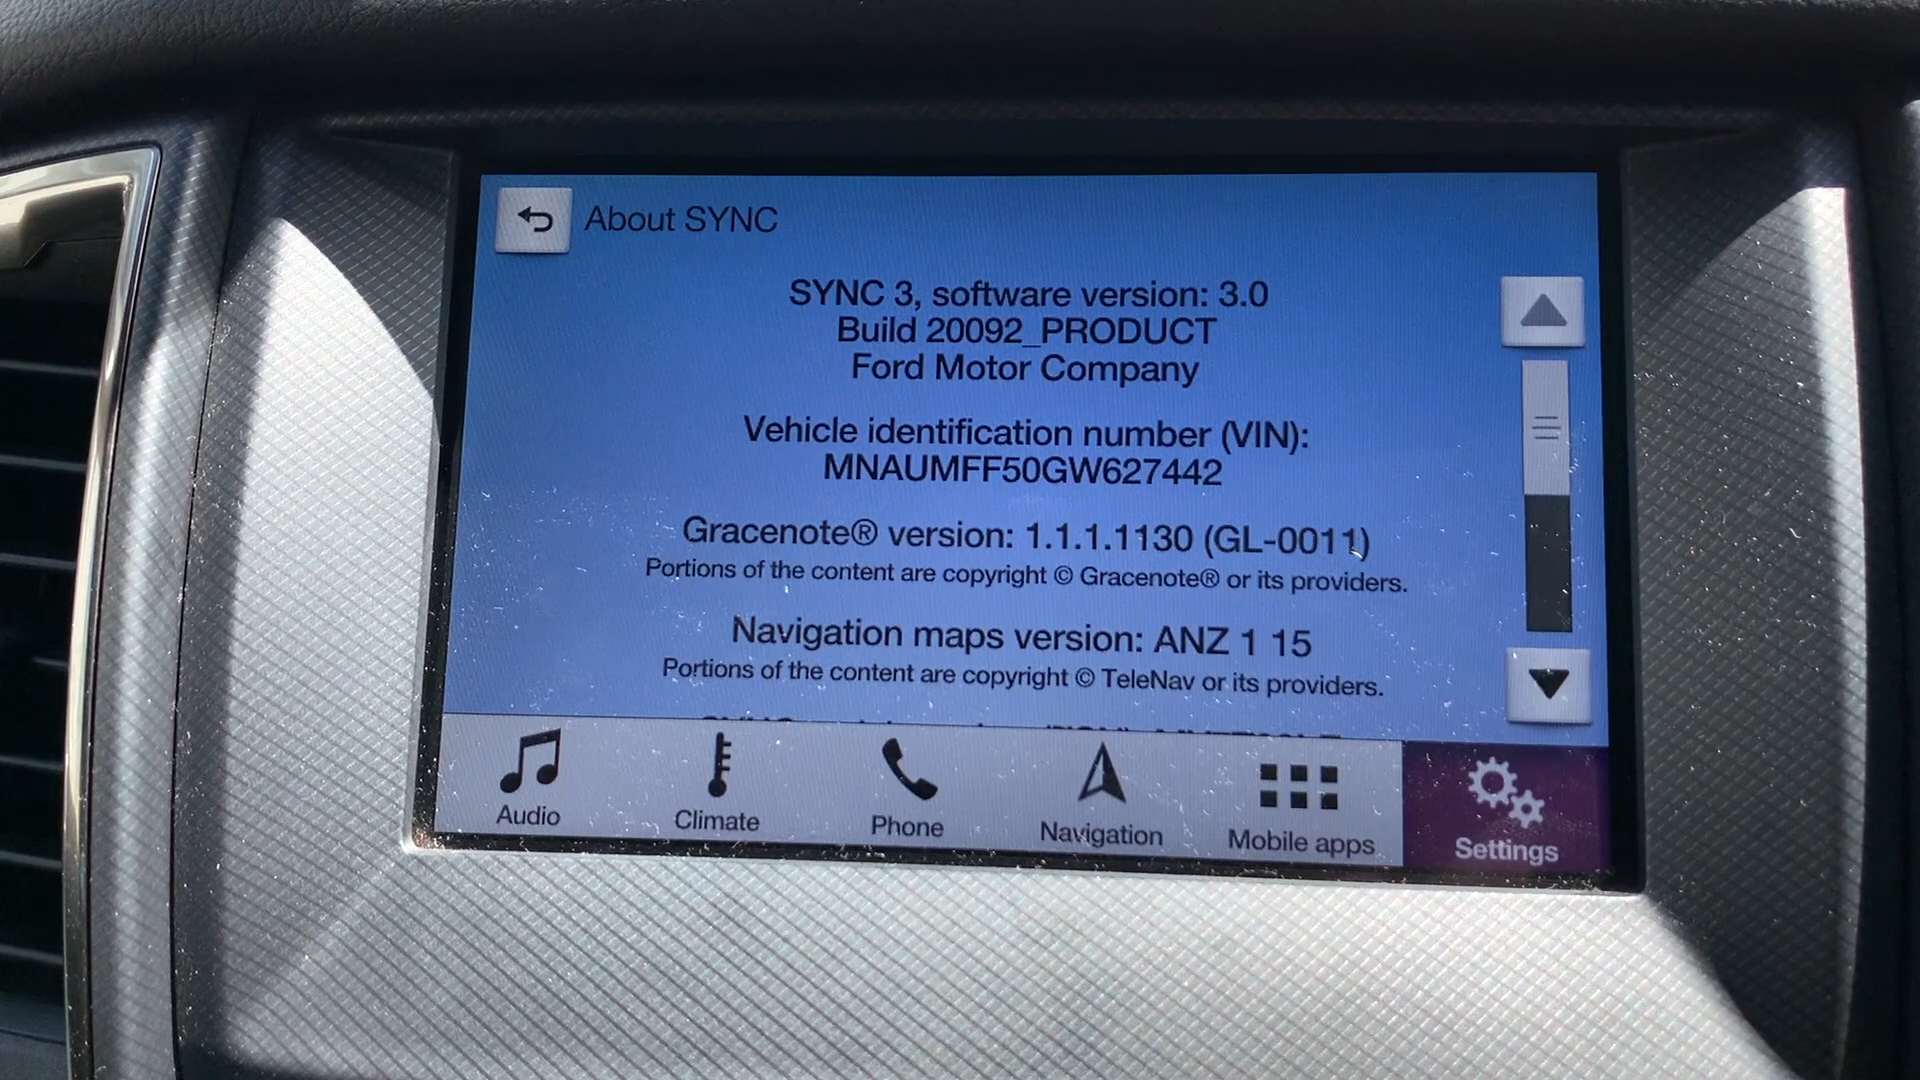 About SYNC
SYNC 3, software version: 3.0
Build 20092_PRODUCT
Ford Motor Company
Vehicle identification number (VIN):
MNAUMFF50GW627442
Gracenote® version: 1.1.1.1130 (GL-0011)
Portions of the content are copyright © Gracenote® or its providers.
Navigation maps version: ANZ 1 15
Portions of the content are copyright © TeleNav or its providers.
Audio
Climate
Phone
Navigation
Mobile apps
Settings